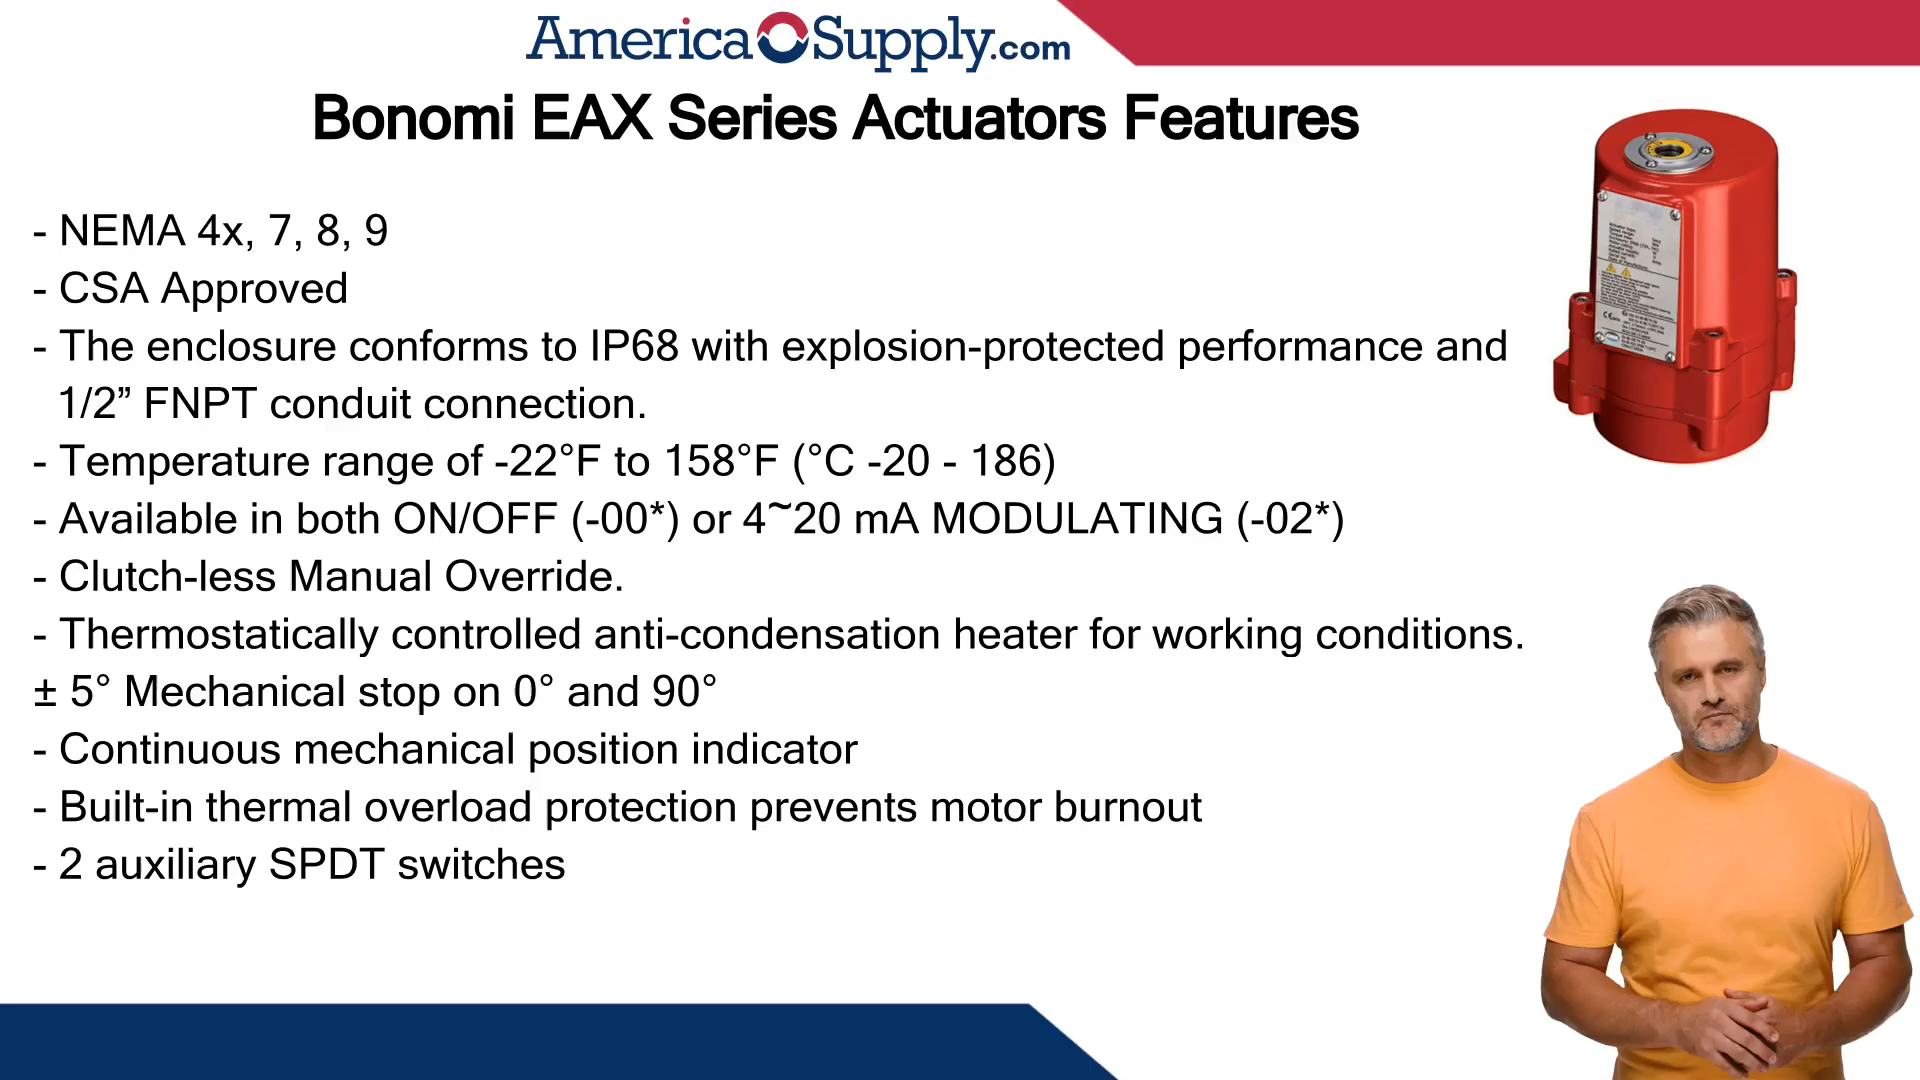 AmericaSupply.com
Bonomi EAX Series Actuators Features
- NEMA 4x, 7, 8, 9
- CSA Approved
- The enclosure conforms to IP68 with explosion-protected performance and
1/2” FNPT conduit connection.
- Temperature range of -22°F to 158°F (°C -20 - 186)
- Available in both ON/OFF (-00*) or 4~20 mA MODULATING (-02*)
- Clutch-less Manual Override.
- Thermostatically controlled anti-condensation heater for working conditions.
± 5° Mechanical stop on 0° and 90°
- Continuous mechanical position indicator
- Built-in thermal overload protection prevents motor burnout
- 2 auxiliary SPDT switches